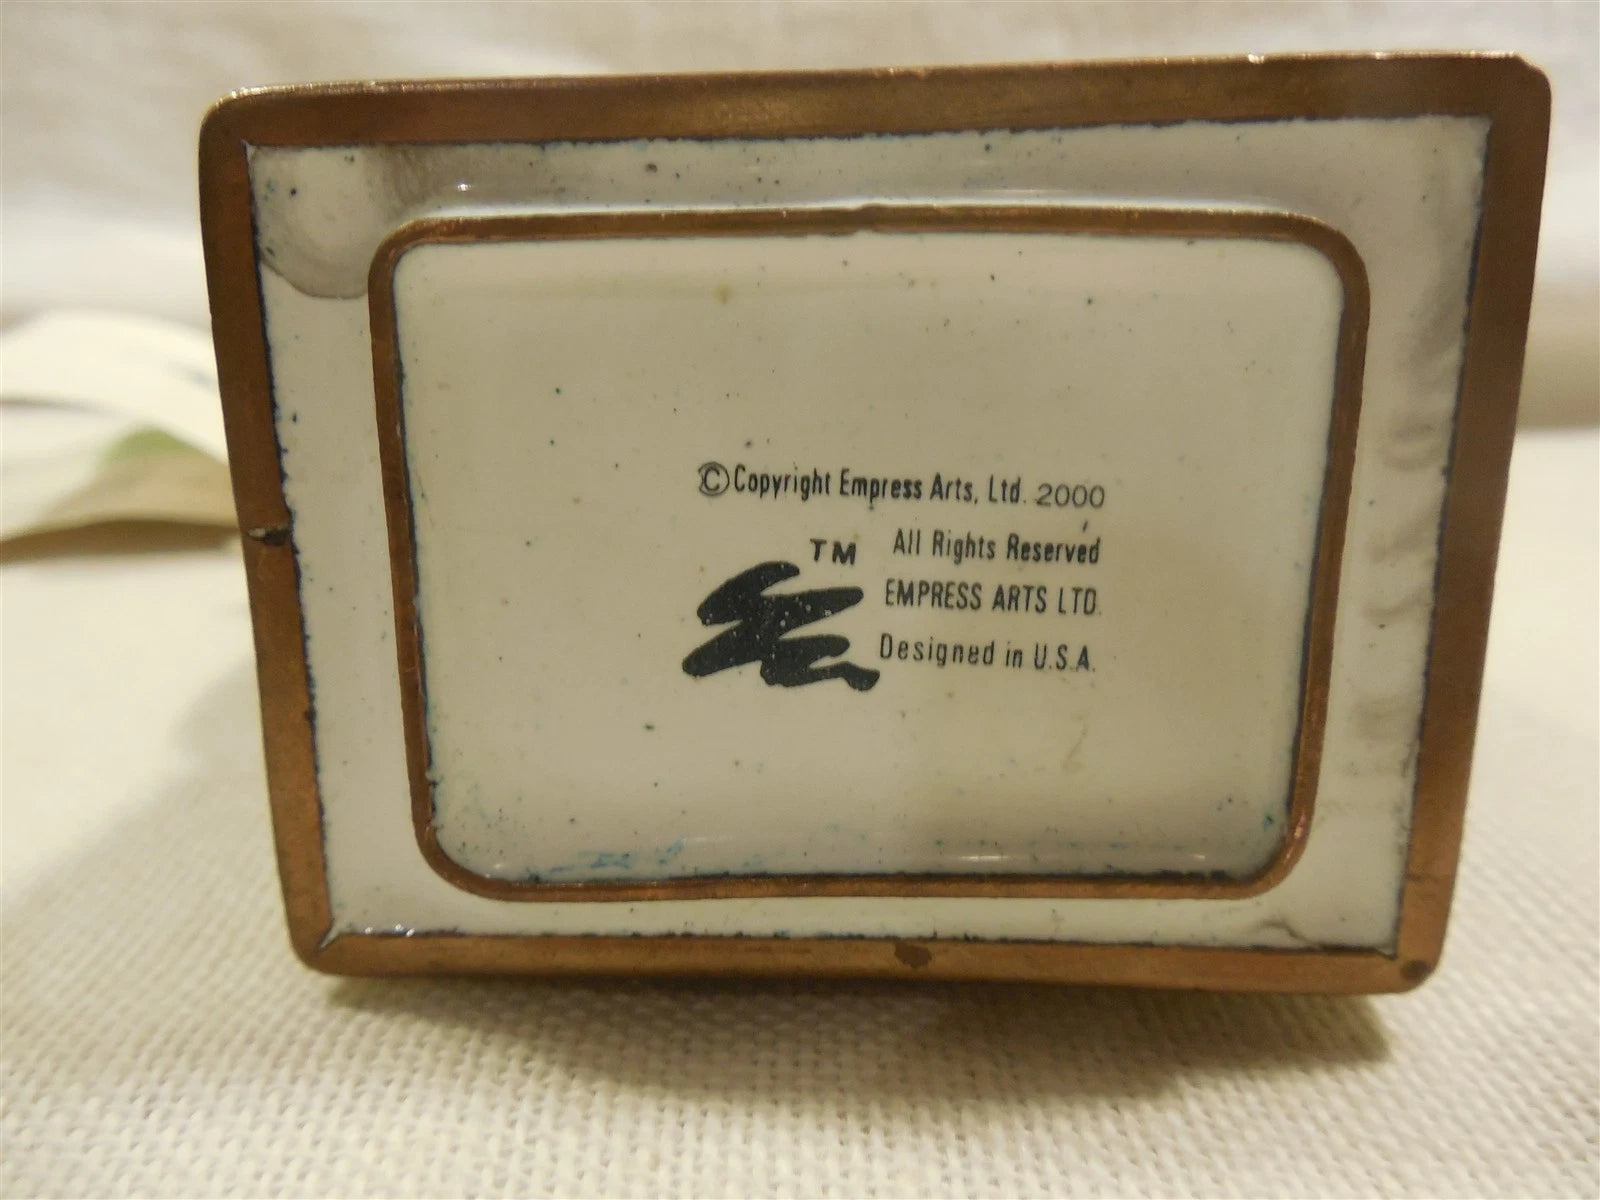 ©Copyright Empress Arts, Ltd. 2000
TM
All Rights Reserved
EMPRESS ARTS LTD.
Designed in U.S.A.